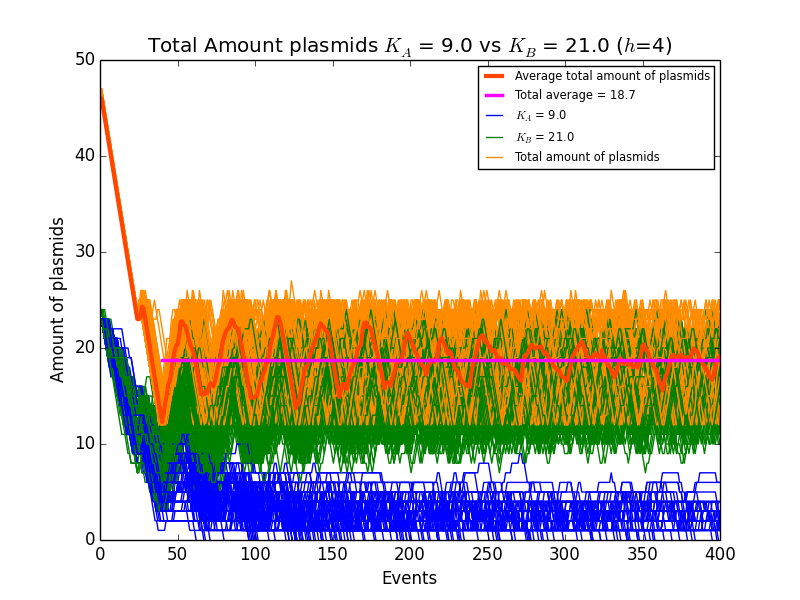 Total Amount plasmids K_A = 9.0 vs K_B = 21.0 (h=4)
50
40
30
20
10
0
Amount of plasmids
Average total amount of plasmids
Total average = 18.7
K_A = 9.0
K_B = 21.0
Total amount of plasmids
0 50 100 150 200 250 300 350 400
Events